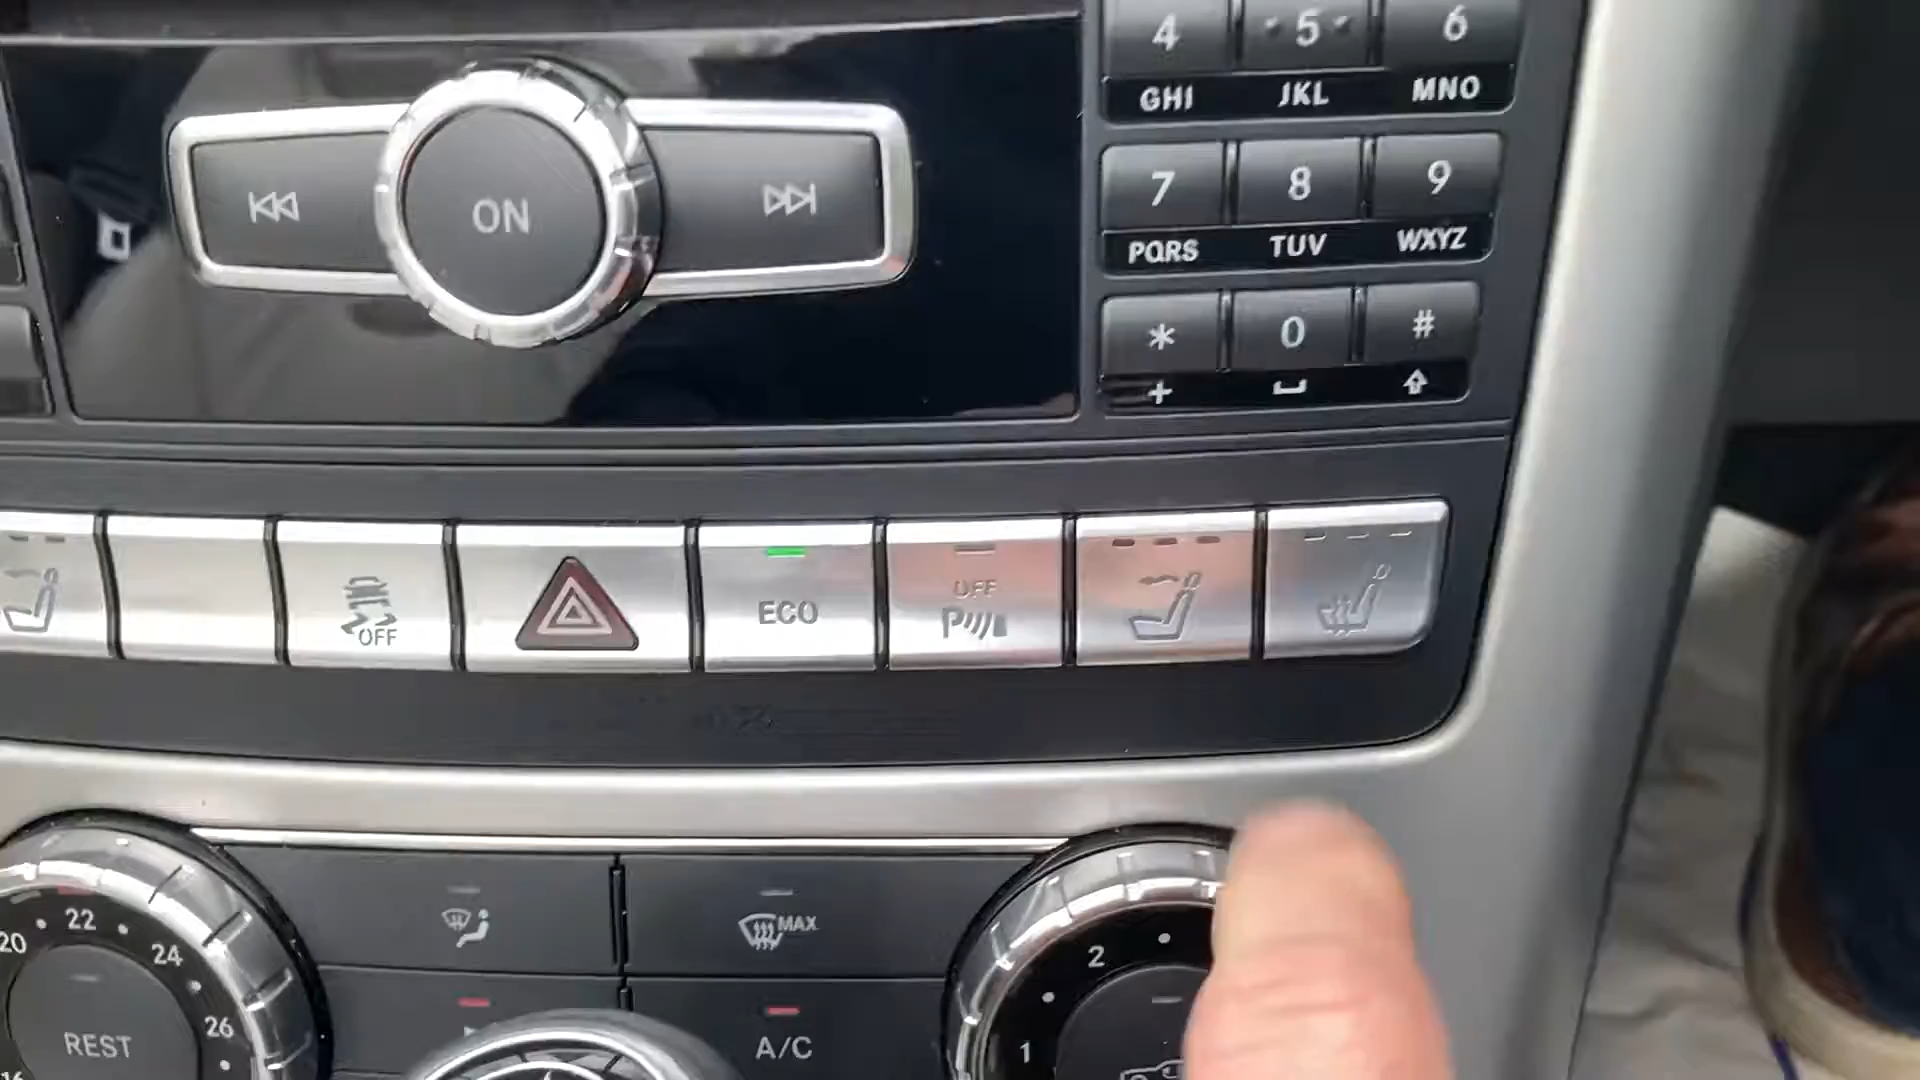 4 5 6
GHI JKL MNO
ON
7 8 9
PQRS TUV WXYZ
* 0 #
+
OFF
ECO
OFF
P
MAX
20 22 24 26
REST
A/C
1 2